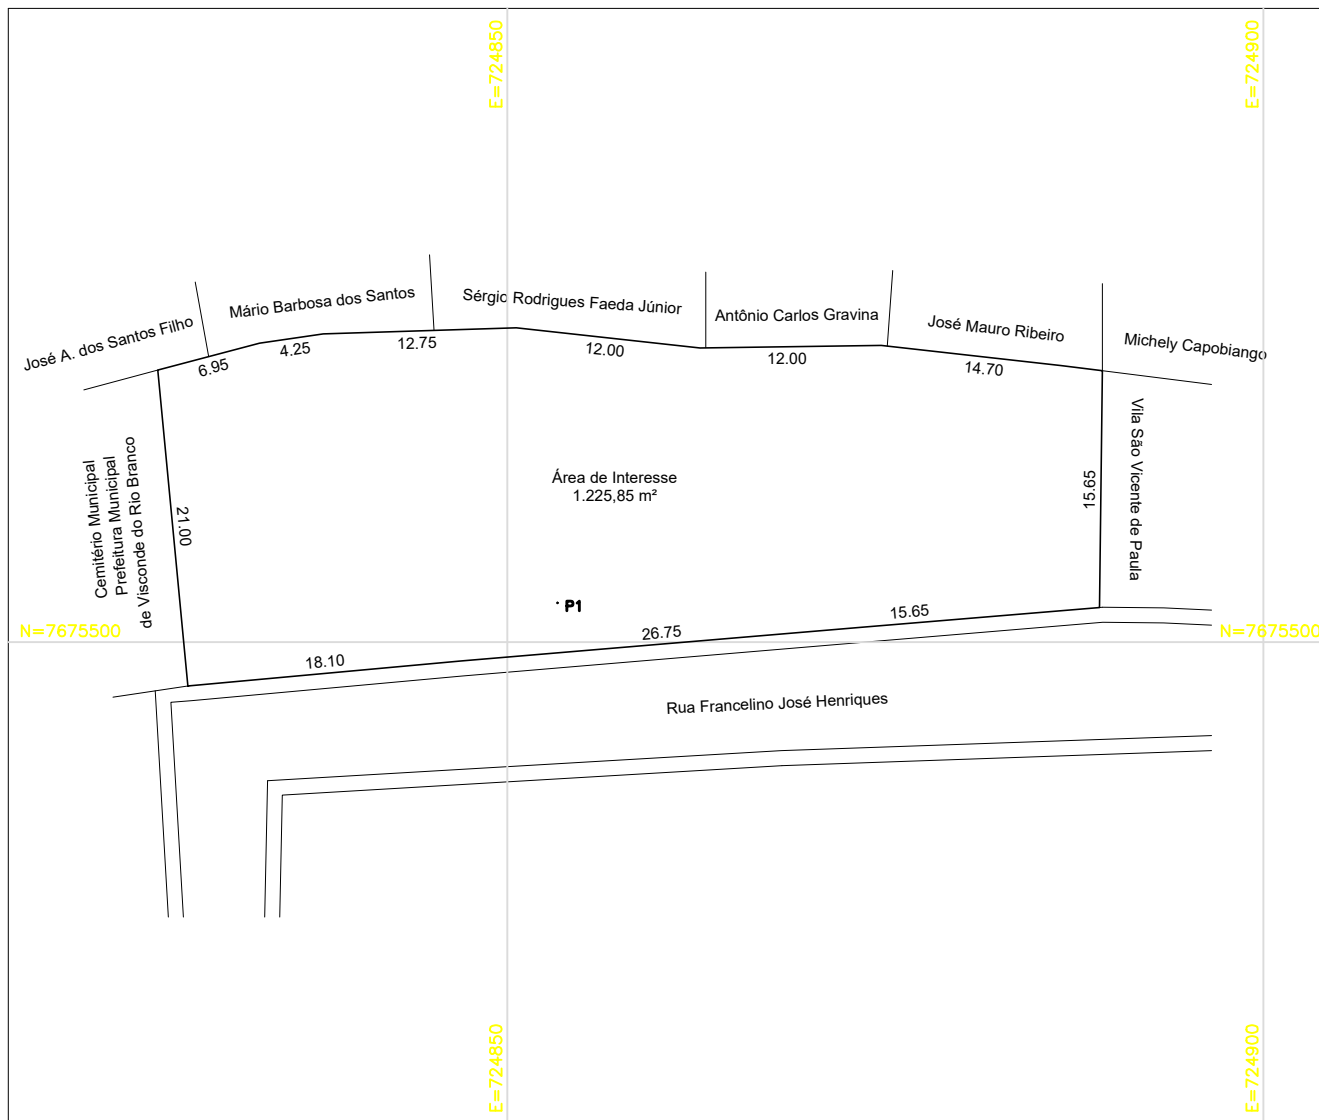 E=724850
E=724900
José A. dos Santos Filho
Mário Barbosa dos Santos
Sérgio Rodrigues Faeda Júnior
Antônio Carlos Gravina
José Mauro Ribeiro
Michely Capobiango
6.95
4.25
12.75
12.00
12.00
14.70
Cemitério Municipal
Prefeitura Municipal
de Visconde do Rio Branco
21.00
Área de Interesse
1.225,85 m²
15.65
Vila São Vicente de Paula
P1
N=7675500
18.10
26.75
15.65
N=7675500
Rua Francelino José Henriques
E=724850
E=724900